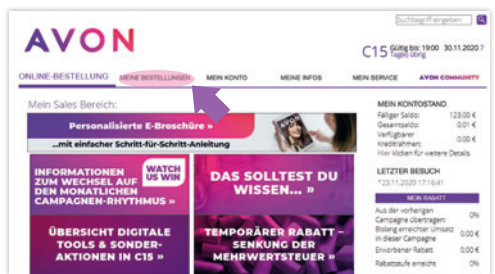 Suchbegriff eingeben
AVON
C15 Gültig bis: 19:00 30.11.2020 7
Tag(e) übrig
ONLINE-BESTELLUNG MEINE BESTELLUNGEN MEIN KONTO MEINE INFOS MEIN SERVICE AVON COMMUNITY
Mein Sales Bereich:
Personalisierte E-Broschüre »
...mit einfacher Schritt-für-Schritt-Anleitung
INFORMATIONEN
ZUM WECHSEL AUF
DEN MONATLICHEN
CAMPAGNEN-RHYTHMUS »
WATCH
US WIN
DAS SOLLTEST DU
WISSEN... »
ÜBERSICHT DIGITALE
TOOLS & SONDER-
AKTIONEN IN C15 »
TEMPORÄRER RABATT –
SENKUNG DER
MEHRWERTSTEUER »
MEIN KONTOSTAND
Fälliger Saldo: 123,00 €
Gesamtsaldo: 0,01 €
Verfügbarer
Kreditrahmen: 0,00 €
Hier klicken für weitere Details.
LETZTER BESUCH
*23.11.2020 17:16:41
MEIN RABATT
Aus der vorherigen
Campagne übertragen: 0%
Bislang erreichter Umsatz
in dieser Campagne 0,00 €
Erworbener Rabatt 0,00 €
Rabattstufe erreicht: 0%